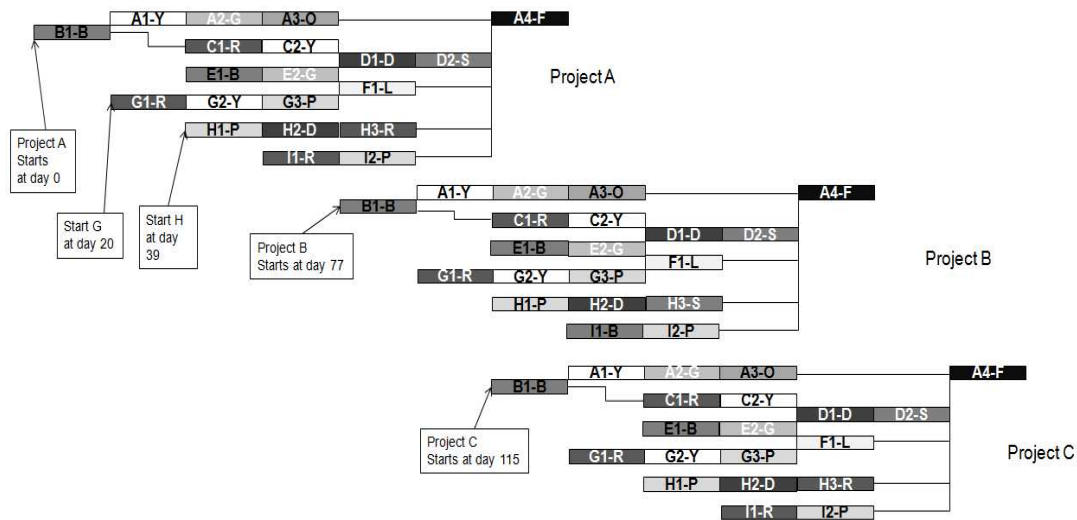 A1-Y A2-G A3-O A4-F
B1-B
C1-R C2-Y
D1-D D2-S
E1-B E2-G
Project A
F1-L
G1-R G2-Y G3-P
H1-P H2-D H3-R
I1-R I2-P
Project A
Starts
at day 0
Start G
at day 20
Start H
at day
39
A1-Y A2-G A3-O A4-F
B1-B
C1-R C2-Y
D1-D D2-S
E1-B E2-G
Project B
Starts at day 77
F1-L
Project B
G1-R G2-Y G3-P
H1-P H2-D H3-S
I1-B I2-P
A1-Y A2-G A3-O A4-F
B1-B
C1-R C2-Y
D1-D D2-S
E1-B E2-G
Project C
Starts at day 115
F1-L
Project C
G1-R G2-Y G3-P
H1-P H2-D H3-R
I1-R I2-P